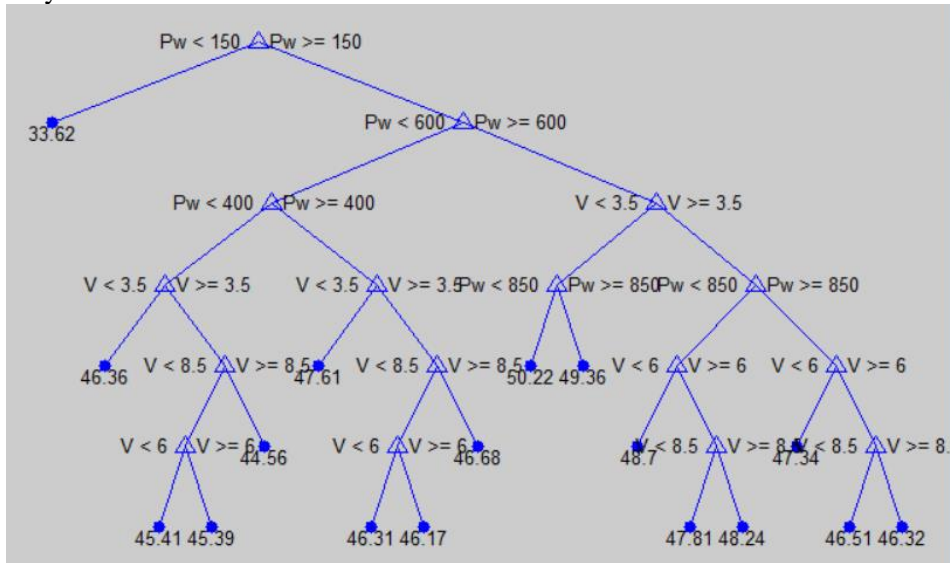 Pw < 150 Pw >= 150
33.62
Pw < 600 Pw >= 600
Pw < 400 Pw >= 400
V < 3.5 V >= 3.5
V < 3.5 V >= 3.5
V < 3.5 V >= 3.5
Pw < 850 Pw >= 850
Pw < 850 Pw >= 850
46.36
V < 8.5 V >= 8.5
47.61
V < 8.5 V >= 8.5
50.22
49.36
V < 6 V >= 6
V < 6 V >= 6
V < 6 V >= 6
44.56
V < 6 V >= 6
46.68
48.7
V < 8.5 V >= 8.5
47.34
V < 8.5 V >= 8.
45.41
45.39
46.31
46.17
47.81
48.24
46.51
46.32